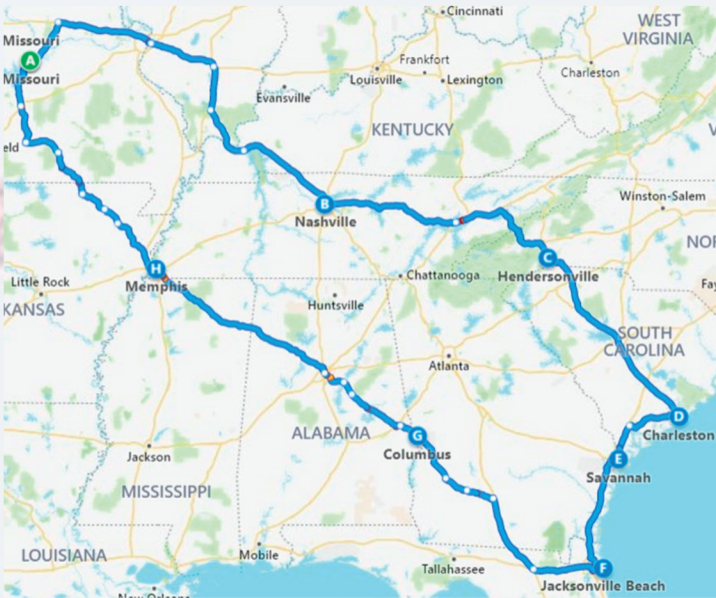 Cincinnati
WEST
VIRGINIA
Missouri
A
Missouri
Frankfort
Louisville
Lexington
Charleston
Evansville
KENTUCKY
eld
B
Nashville
Winston-Salem
NOR
C
Hendersonville
H
Memphis
Chattanooga
Little Rock
KANSAS
Huntsville
Fay
SOUTH
CAROLINA
Atlanta
D
Charleston
ALABAMA
G
Columbus
Jackson
E
Savannah
MISSISSIPPI
LOUISIANA
Mobile
Tallahassee
F
Jacksonville Beach
New Orleans